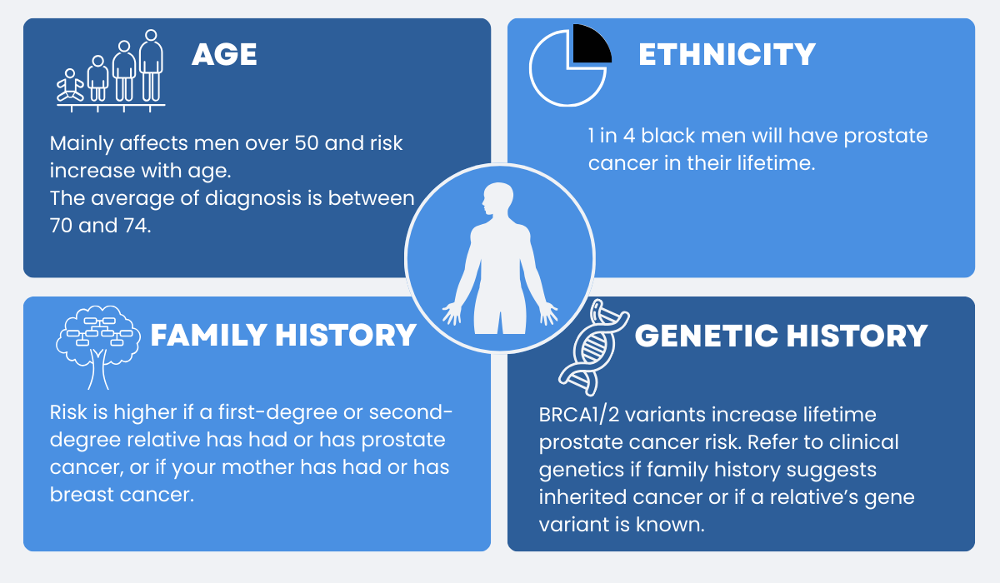 AGE
Mainly affects men over 50 and risk
increase with age.
The average of diagnosis is between
70 and 74.
ETHNICITY
1 in 4 black men will have prostate
cancer in their lifetime.
FAMILY HISTORY
Risk is higher if a first-degree or second-
degree relative has had or has prostate
cancer, or if your mother has had or has
breast cancer.
GENETIC HISTORY
BRCA1/2 variants increase lifetime
prostate cancer risk. Refer to clinical
genetics if family history suggests
inherited cancer or if a relative’s gene
variant is known.